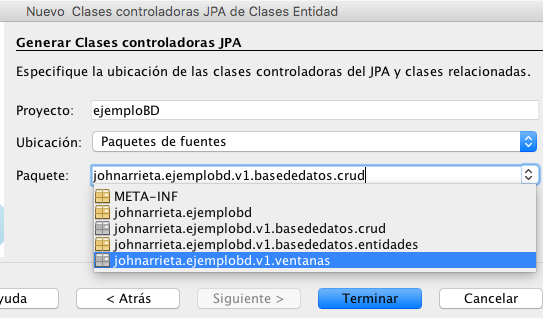 Nuevo Clases controladoras JPA de Clases Entidad
Generar Clases controladoras JPA
Especifique la ubicación de las clases controladoras del JPA y clases relacionadas.
Proyecto: ejemploBD
Ubicación: Paquetes de fuentes
Paquete: johnarrieta.ejemplobd.v1.basededatos.crud
META-INF
johnarrieta.ejemplobd
johnarrieta.ejemplobd.v1.basededatos.crud
johnarrieta.ejemplobd.v1.basededatos.entidades
johnarrieta.ejemplobd.v1.ventanas
yuda < Atrás Siguiente > Terminar Cancelar